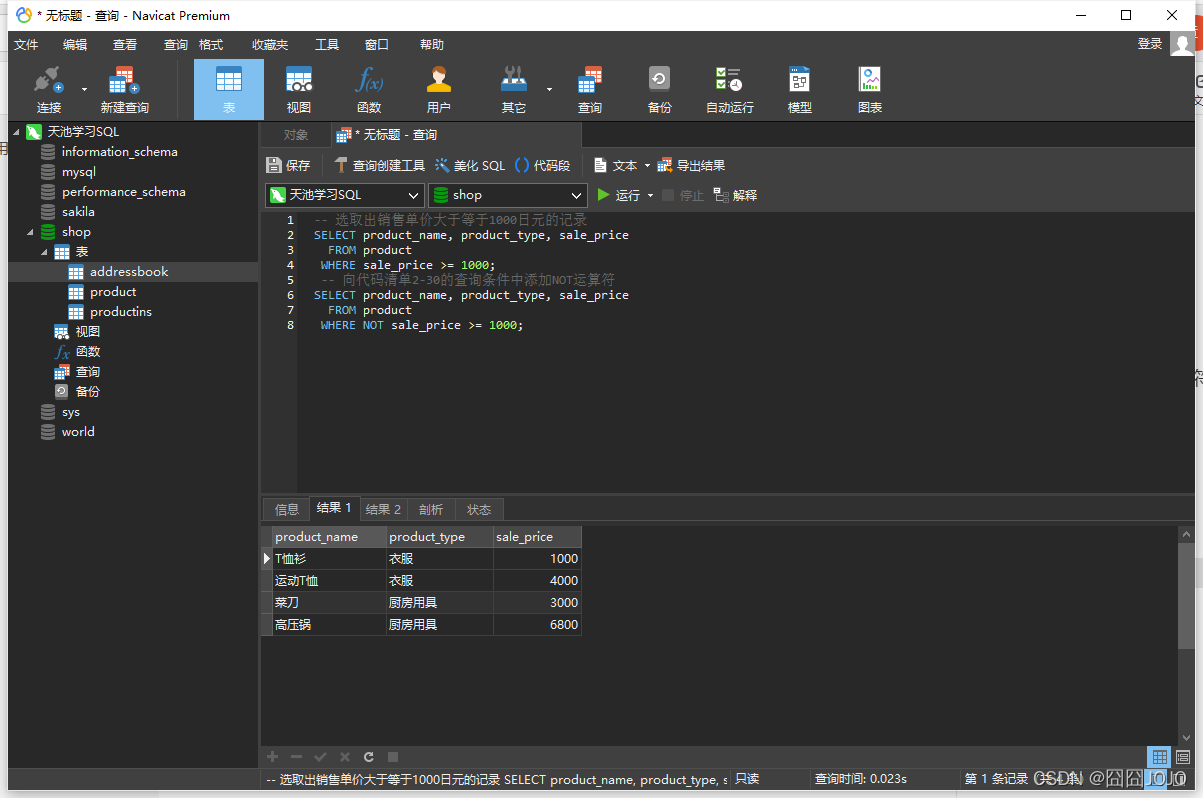 * 无标题 - 查询 - Navicat Premium
文件 编辑 查看 查询 格式 收藏夹 工具 窗口 帮助 登录
连接 新建查询 表 视图 函数 用户 其它 查询 备份 自动运行 模型 图表
天池学习SQL
information_schema
mysql
performance_schema
sakila
shop
表
addressbook
product
productins
视图
函数
查询
备份
sys
world
对象 * 无标题 - 查询
保存 查询创建工具 美化 SQL 代码段 文本 导出结果
天池学习SQL shop 运行 停止 解释
1 -- 选取出销售单价大于等于1000日元的记录
2 SELECT product_name, product_type, sale_price
3 FROM product
4 WHERE sale_price >= 1000;
5 -- 向代码清单2-30的查询条件中添加NOT运算符
6 SELECT product_name, product_type, sale_price
7 FROM product
8 WHERE NOT sale_price >= 1000;
信息 结果 1 结果 2 剖析 状态
product_name product_type sale_price
T恤衫 衣服 1000
运动T恤 衣服 4000
菜刀 厨房用具 3000
高压锅 厨房用具 6800
-- 选取出销售单价大于等于1000日元的记录 SELECT product_name, product_type, s 只读 查询时间: 0.023s 第 1 条记录 (共 4 条)
CSDN @囧囧JOJO